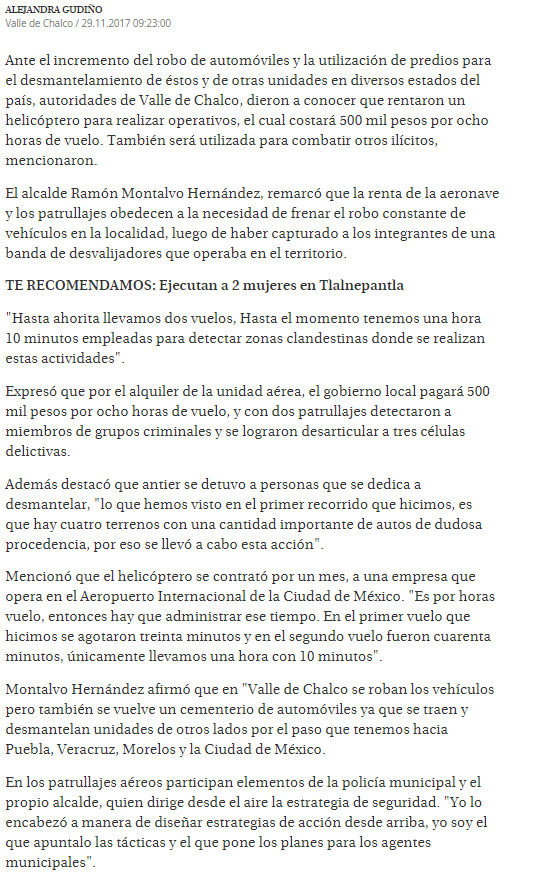 ALEJANDRA GUDIÑO
Valle de Chalco / 29.11.2017 09:23:00
Ante el incremento del robo de automóviles y la utilización de predios para
el desmantelamiento de éstos y de otras unidades en diversos estados del
país, autoridades de Valle de Chalco, dieron a conocer que rentaron un
helicóptero para realizar operativos, el cual costará 500 mil pesos por ocho
horas de vuelo. También será utilizada para combatir otros ilícitos,
mencionaron.
El alcalde Ramón Montalvo Hernández, remarcó que la renta de la aeronave
y los patrullajes obedecen a la necesidad de frenar el robo constante de
vehículos en la localidad, luego de haber capturado a los integrantes de una
banda de desvalijadores que operaba en el territorio.
TE RECOMENDAMOS: Ejecutan a 2 mujeres en Tlalnepantla
"Hasta ahorita llevamos dos vuelos, Hasta el momento tenemos una hora
10 minutos empleadas para detectar zonas clandestinas donde se realizan
estas actividades".
Expresó que por el alquiler de la unidad aérea, el gobierno local pagará 500
mil pesos por ocho horas de vuelo, y con dos patrullajes detectaron a
miembros de grupos criminales y se lograron desarticular a tres células
delictivas.
Además destacó que antier se detuvo a personas que se dedica a
desmantelar, "lo que hemos visto en el primer recorrido que hicimos, es
que hay cuatro terrenos con una cantidad importante de autos de dudosa
procedencia, por eso se llevó a cabo esta acción".
Mencionó que el helicóptero se contrató por un mes, a una empresa que
opera en el Aeropuerto Internacional de la Ciudad de México. "Es por horas
vuelo, entonces hay que administrar ese tiempo. En el primer vuelo que
hicimos se agotaron treinta minutos y en el segundo vuelo fueron cuarenta
minutos, únicamente llevamos una hora con 10 minutos".
Montalvo Hernández afirmó que en "Valle de Chalco se roban los vehículos
pero también se vuelve un cementerio de automóviles ya que se traen y
desmantelan unidades de otros lados por el paso que tenemos hacia
Puebla, Veracruz, Morelos y la Ciudad de México.
En los patrullajes aéreos participan elementos de la policía municipal y el
propio alcalde, quien dirige desde el aire la estrategia de seguridad. "Yo lo
encabezó a manera de diseñar estrategias de acción desde arriba, yo soy el
que apuntalo las tácticas y el que pone los planes para los agentes
municipales".